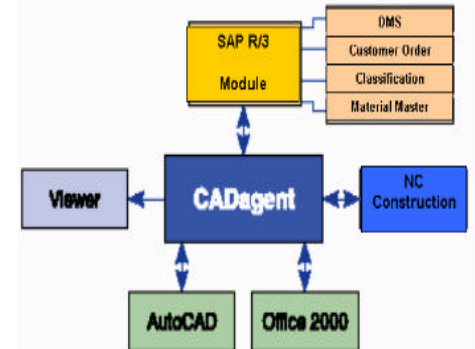 DMS
SAP R/3
Module
Customer Order
Classification
Material Master
Viewer
CADagent
NC
Construction
AutoCAD
Office 2000